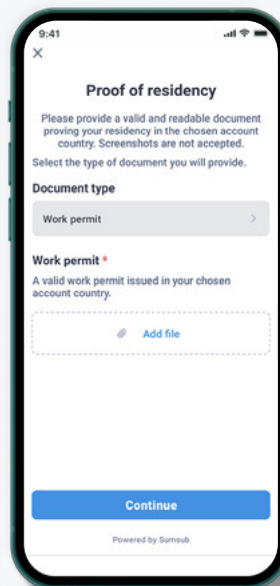 9:41
Proof of residency
Please provide a valid and readable document
proving your residency in the chosen account
country. Screenshots are not accepted.
Select the type of document you will provide.
Document type
Work permit
Work permit *
A valid work permit issued in your chosen
account country.
Add file
Continue
Powered by Sumsub